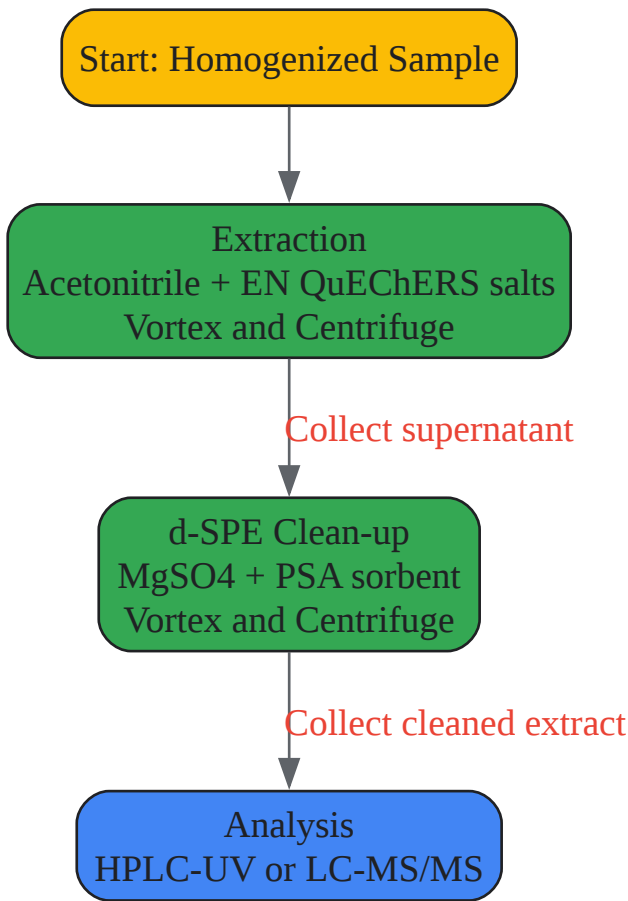 Start: Homogenized Sample
Extraction
Acetonitrile + EN QuEChERS salts
Vortex and Centrifuge
Collect supernatant
d-SPE Clean-up
MgSO4 + PSA sorbent
Vortex and Centrifuge
Collect cleaned extract
Analysis
HPLC-UV or LC-MS/MS